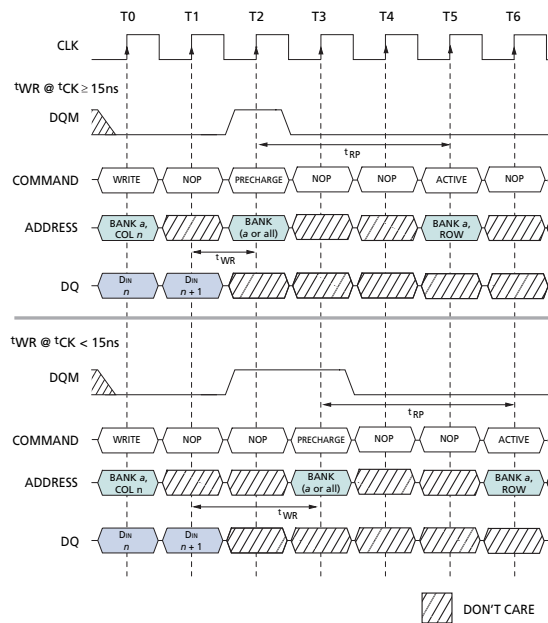 T0 T1 T2 T3 T4 T5 T6
CLK
tWR @ tCK ≥ 15ns
DQM
tRP
COMMAND WRITE NOP PRECHARGE NOP NOP ACTIVE NOP
ADDRESS BANK a, COL n BANK (a or all) BANK a, ROW
tWR
DQ DIN n DIN n + 1
tWR @ tCK < 15ns
DQM
tRP
COMMAND WRITE NOP NOP PRECHARGE NOP NOP ACTIVE
ADDRESS BANK a, COL n BANK (a or all) BANK a, ROW
tWR
DQ DIN n DIN n + 1
DON'T CARE